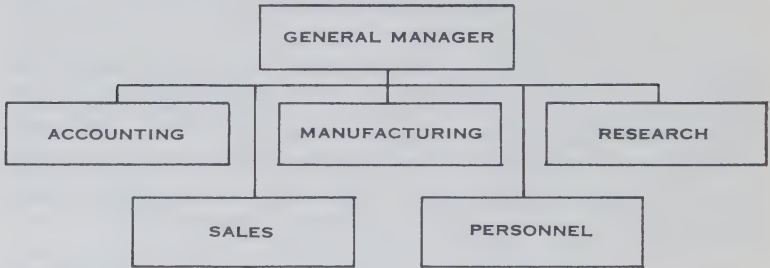 GENERAL MANAGER
ACCOUNTING
MANUFACTURING
RESEARCH
SALES
PERSONNEL